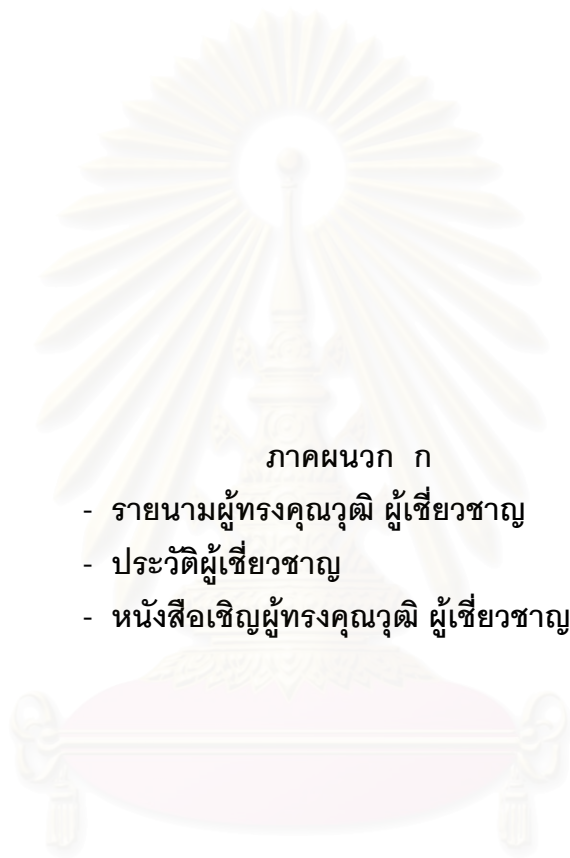 ภาคผนวก ก
- รายนามผู้ทรงคุณวุฒิ ผู้เชี่ยวชาญ
- ประวัติผู้เชี่ยวชาญ
- หนังสือเชิญผู้ทรงคุณวุฒิ ผู้เชี่ยวชาญ